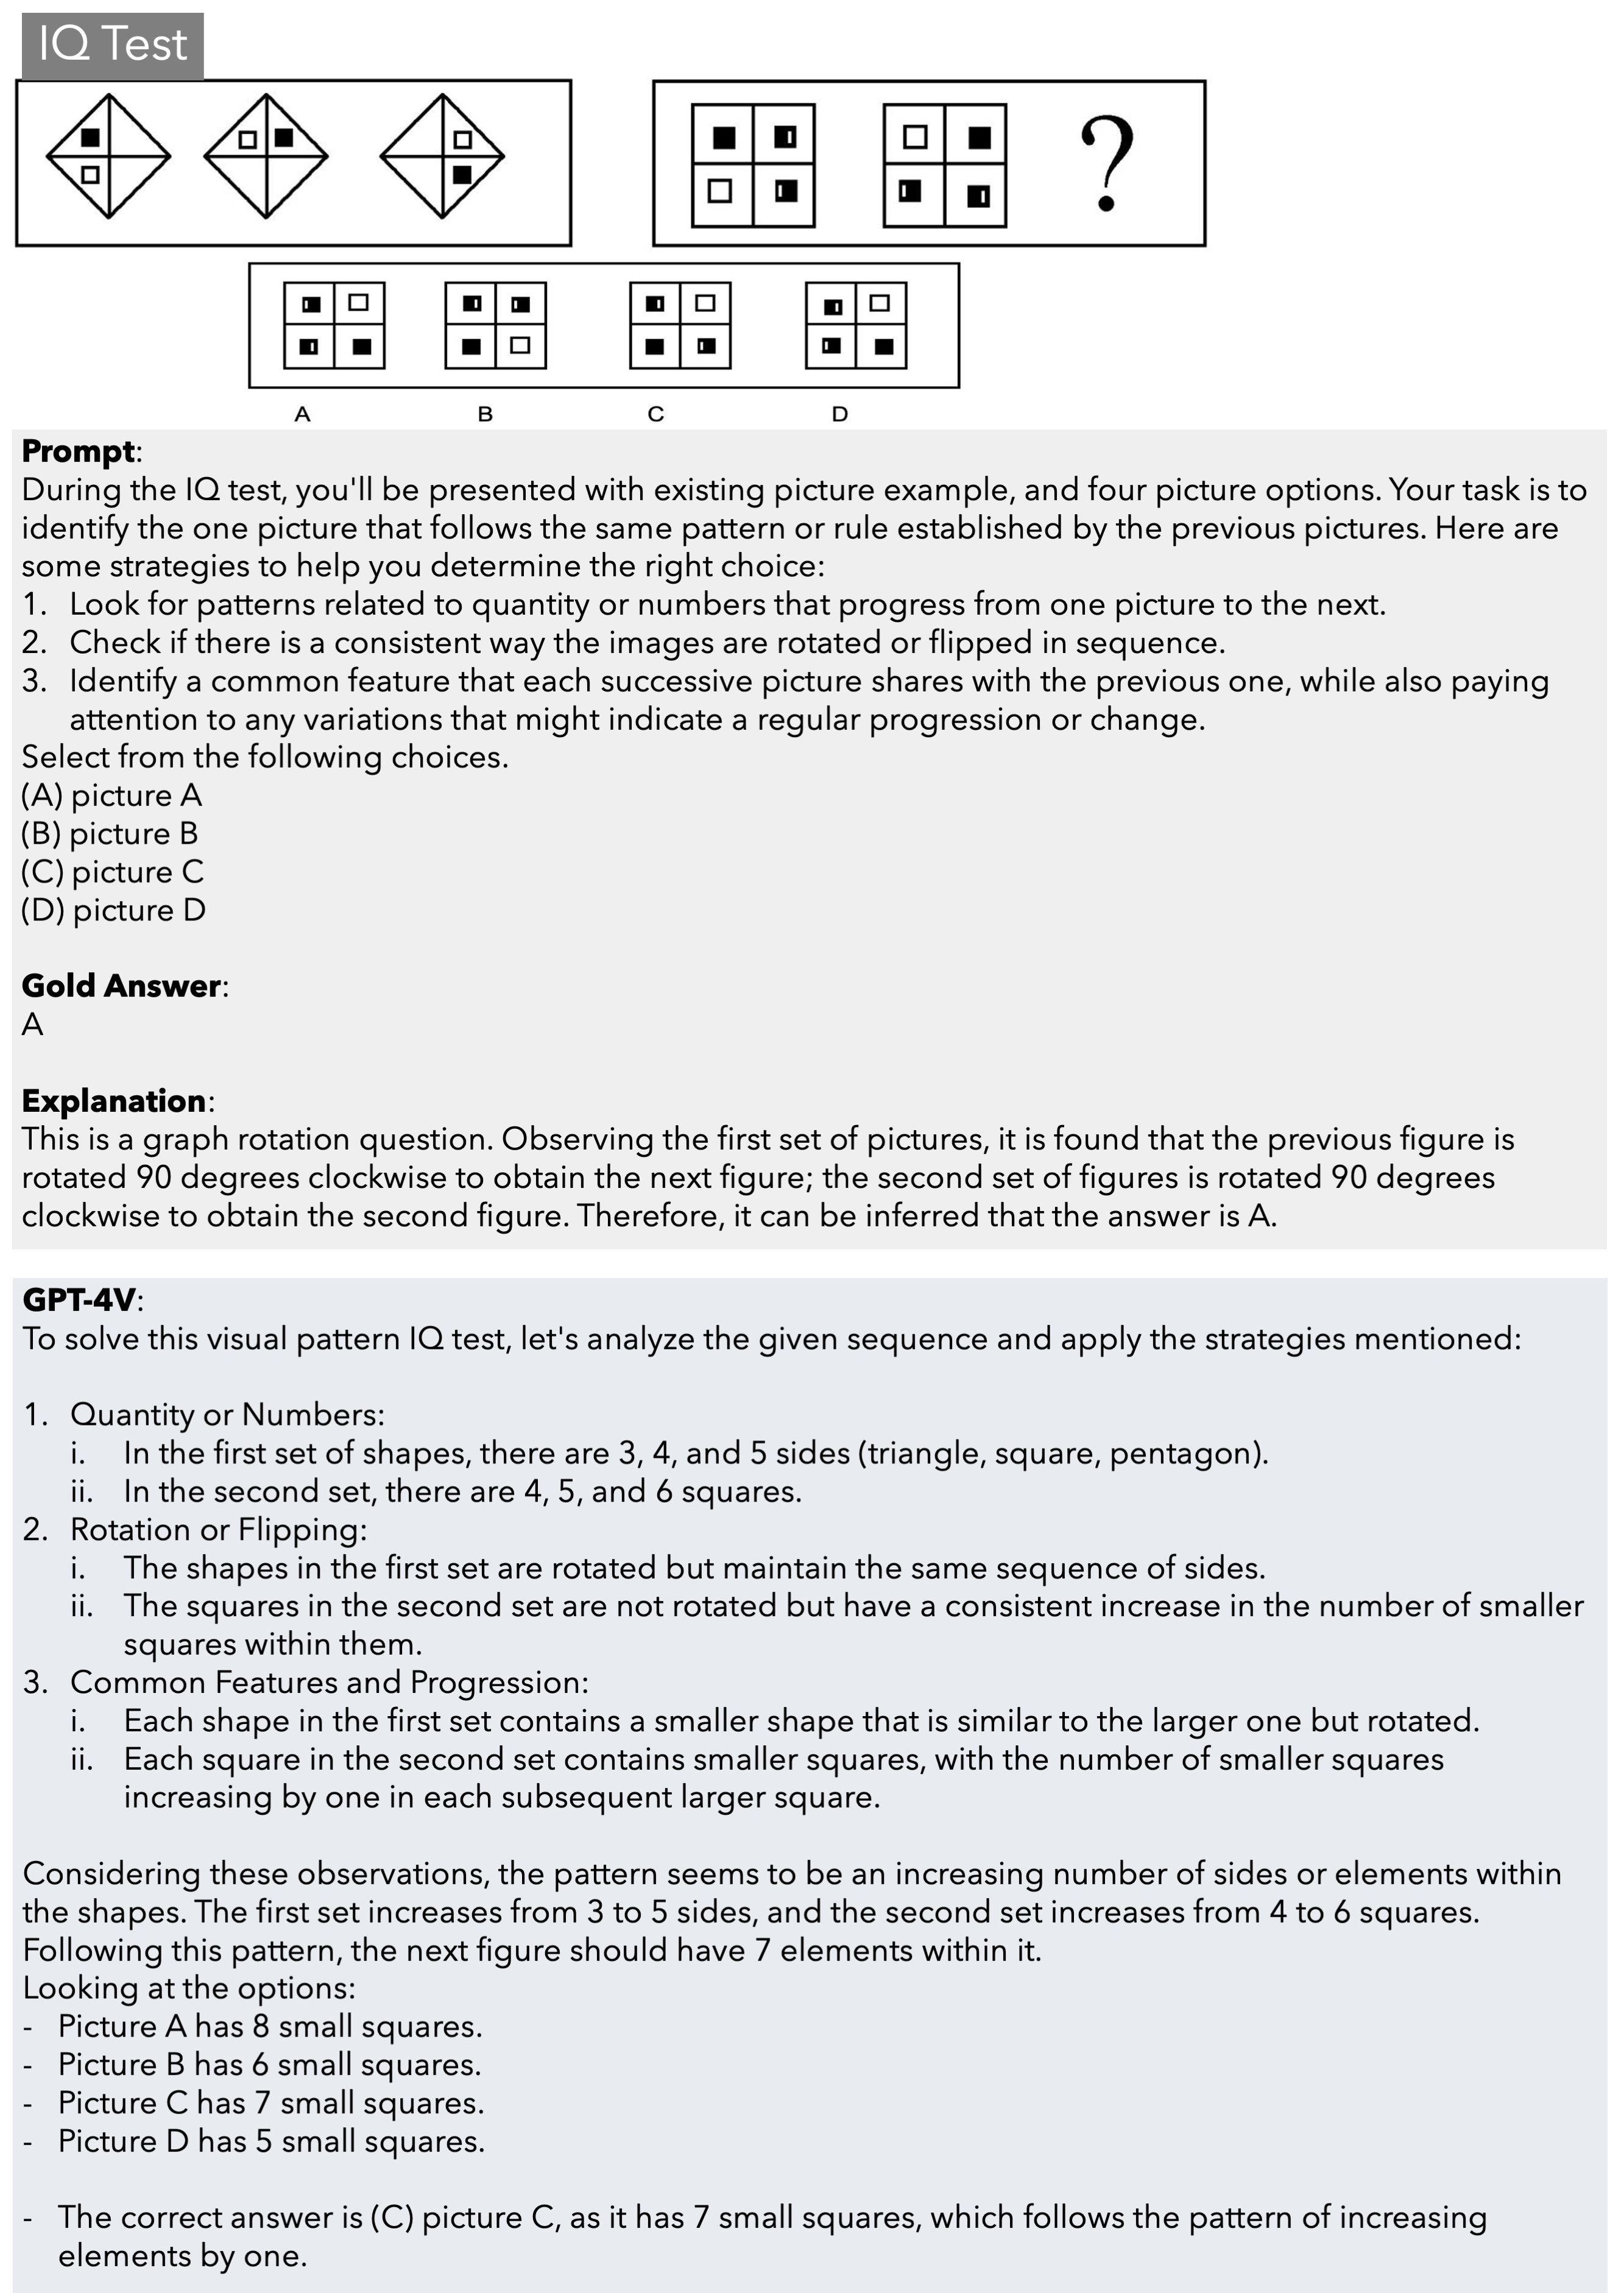 IQ Test
?
A B C D
Prompt:
During the IQ test, you'll be presented with existing picture example, and four picture options. Your task is to
identify the one picture that follows the same pattern or rule established by the previous pictures. Here are
some strategies to help you determine the right choice:
1. Look for patterns related to quantity or numbers that progress from one picture to the next.
2. Check if there is a consistent way the images are rotated or flipped in sequence.
3. Identify a common feature that each successive picture shares with the previous one, while also paying
attention to any variations that might indicate a regular progression or change.
Select from the following choices.
(A) picture A
(B) picture B
(C) picture C
(D) picture D
Gold Answer:
A
Explanation:
This is a graph rotation question. Observing the first set of pictures, it is found that the previous figure is
rotated 90 degrees clockwise to obtain the next figure; the second set of figures is rotated 90 degrees
clockwise to obtain the second figure. Therefore, it can be inferred that the answer is A.
GPT-4V:
To solve this visual pattern IQ test, let's analyze the given sequence and apply the strategies mentioned:
1. Quantity or Numbers:
i. In the first set of shapes, there are 3, 4, and 5 sides (triangle, square, pentagon).
ii. In the second set, there are 4, 5, and 6 squares.
2. Rotation or Flipping:
i. The shapes in the first set are rotated but maintain the same sequence of sides.
ii. The squares in the second set are not rotated but have a consistent increase in the number of smaller
squares within them.
3. Common Features and Progression:
i. Each shape in the first set contains a smaller shape that is similar to the larger one but rotated.
ii. Each square in the second set contains smaller squares, with the number of smaller squares
increasing by one in each subsequent larger square.
Considering these observations, the pattern seems to be an increasing number of sides or elements within
the shapes. The first set increases from 3 to 5 sides, and the second set increases from 4 to 6 squares.
Following this pattern, the next figure should have 7 elements within it.
Looking at the options:
- Picture A has 8 small squares.
- Picture B has 6 small squares.
- Picture C has 7 small squares.
- Picture D has 5 small squares.
- The correct answer is (C) picture C, as it has 7 small squares, which follows the pattern of increasing
elements by one.